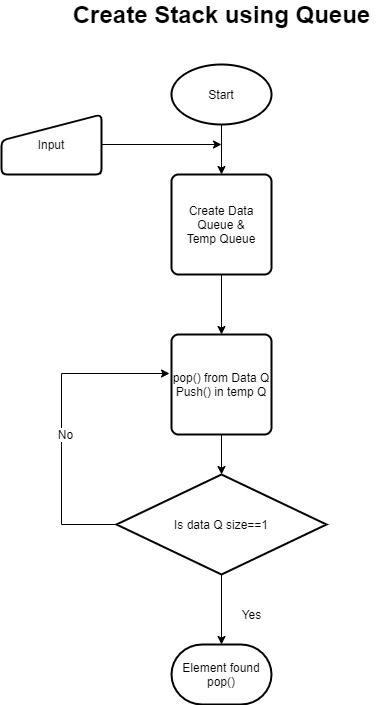 Create Stack using Queue
Start
Input
Create Data
Queue &
Temp Queue
pop() from Data Q
Push() in temp Q
No
Is data Q size==1
Yes
Element found
pop()